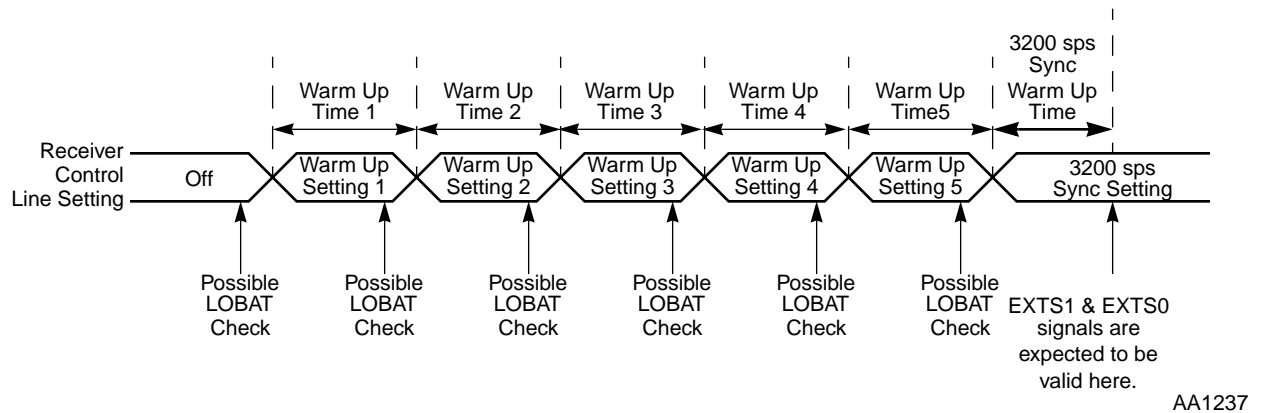 3200 sps
Sync
Warm Up
Time
Warm Up
Time 1
Warm Up
Time 2
Warm Up
Time 3
Warm Up
Time 4
Warm Up
Time5
Receiver
Control
Line Setting
Off
Warm Up
Setting 1
Warm Up
Setting 2
Warm Up
Setting 3
Warm Up
Setting 4
Warm Up
Setting 5
3200 sps
Sync Setting
Possible
LOBAT
Check
Possible
LOBAT
Check
Possible
LOBAT
Check
Possible
LOBAT
Check
Possible
LOBAT
Check
Possible
LOBAT
Check
EXTS1 & EXTS0
signals are
expected to be
valid here.
AA1237